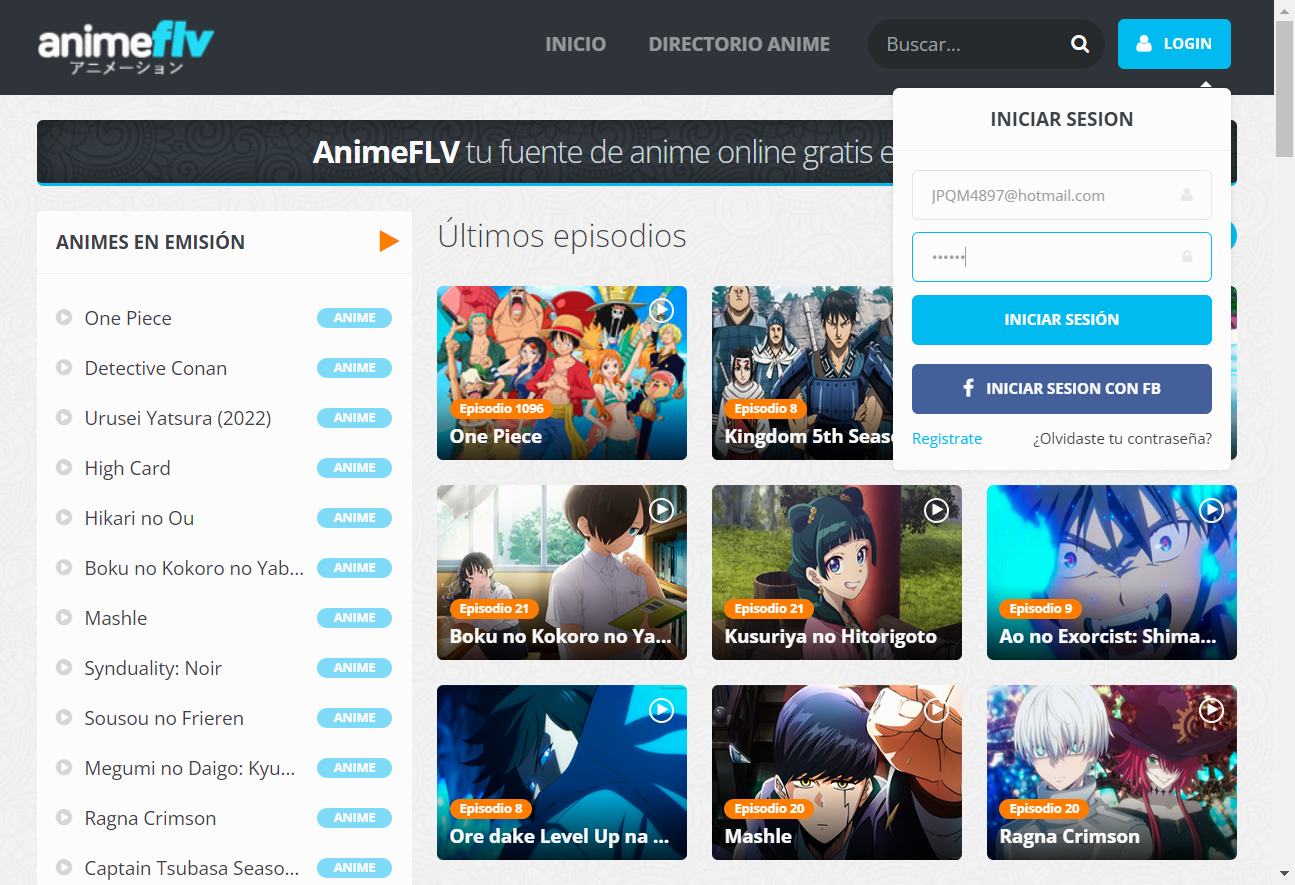 animeflv
アニメーション
INICIO
DIRECTORIO ANIME
Buscar...
LOGIN
INICIAR SESION
JPQM4897@hotmail.com
••••••
INICIAR SESIÓN
INICIAR SESION CON FB
Registrate
¿Olvidaste tu contraseña?
AnimeFLV tu fuente de anime online gratis e
ANIMES EN EMISIÓN
One Piece ANIME
Detective Conan ANIME
Urusei Yatsura (2022) ANIME
High Card ANIME
Hikari no Ou ANIME
Boku no Kokoro no Yab... ANIME
Mashle ANIME
Synduality: Noir ANIME
Sousou no Frieren ANIME
Megumi no Daigo: Kyu... ANIME
Ragna Crimson ANIME
Captain Tsubasa Seaso... ANIME
Últimos episodios
Episodio 1096
One Piece
Episodio 8
Kingdom 5th Seas
Episodio 21
Boku no Kokoro no Ya...
Episodio 21
Kusuriya no Hitorigoto
Episodio 9
Ao no Exorcist: Shima...
Episodio 8
Ore dake Level Up na ...
Episodio 20
Mashle
Episodio 20
Ragna Crimson